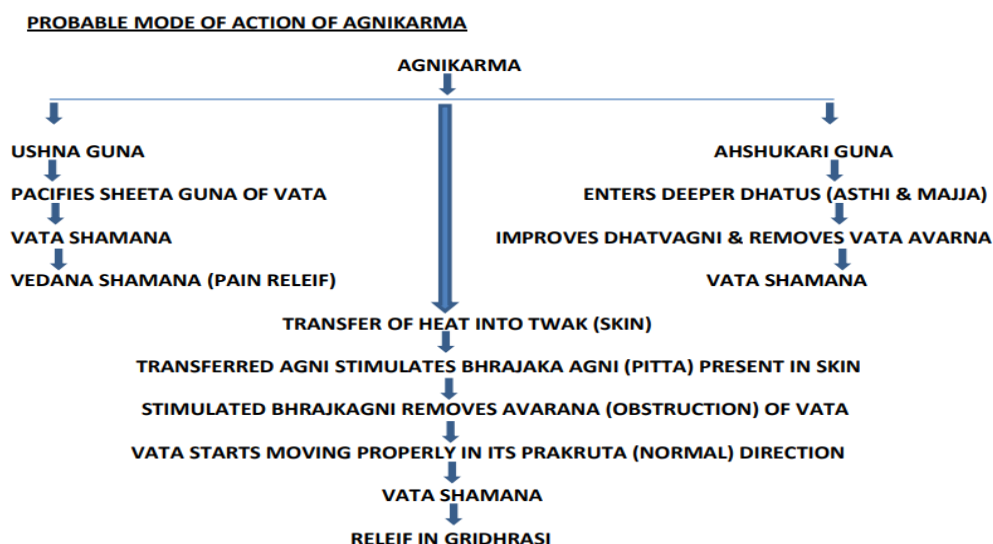 PROBABLE MODE OF ACTION OF AGNIKARMA
AGNIKARMA
USHNA GUNA
PACIFIES SHEETA GUNA OF VATA
VATA SHAMANA
VEDANA SHAMANA (PAIN RELEIF)
AHSHUKARI GUNA
ENTERS DEEPER DHATUS (ASTHI & MAJJA)
IMPROVES DHATVAGNI & REMOVES VATA AVARNA
VATA SHAMANA
TRANSFER OF HEAT INTO TWAK (SKIN)
TRANSFERRED AGNI STIMULATES BHRAJAKA AGNI (PITTA) PRESENT IN SKIN
STIMULATED BHRAJKAGNI REMOVES AVARANA (OBSTRUCTION) OF VATA
VATA STARTS MOVING PROPERLY IN ITS PRAKRUTA (NORMAL) DIRECTION
VATA SHAMANA
RELEIF IN GRIDHRASI